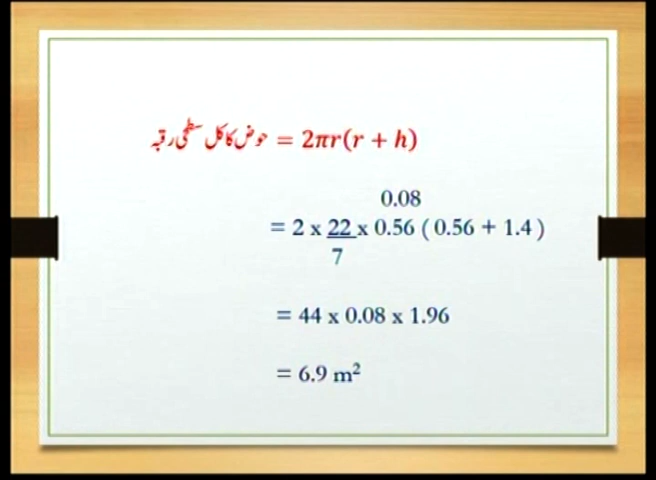 حوض کا کل سطحی رقبہ = 2πr(r + h)
0.08
= 2 x 22 x 0.56 ( 0.56 + 1.4 )
7
= 44 x 0.08 x 1.96
= 6.9 m²